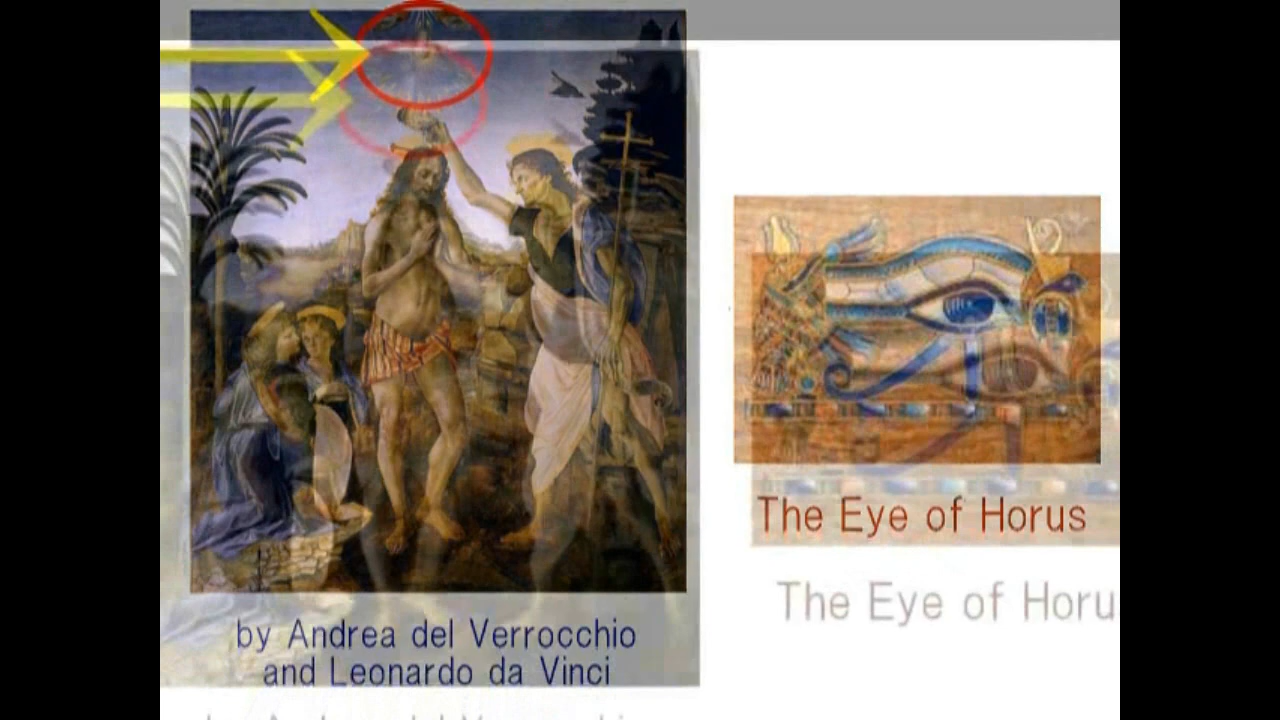 by Andrea del Verrocchio
and Leonardo da Vinci
The Eye of Horus
The Eye of Horu